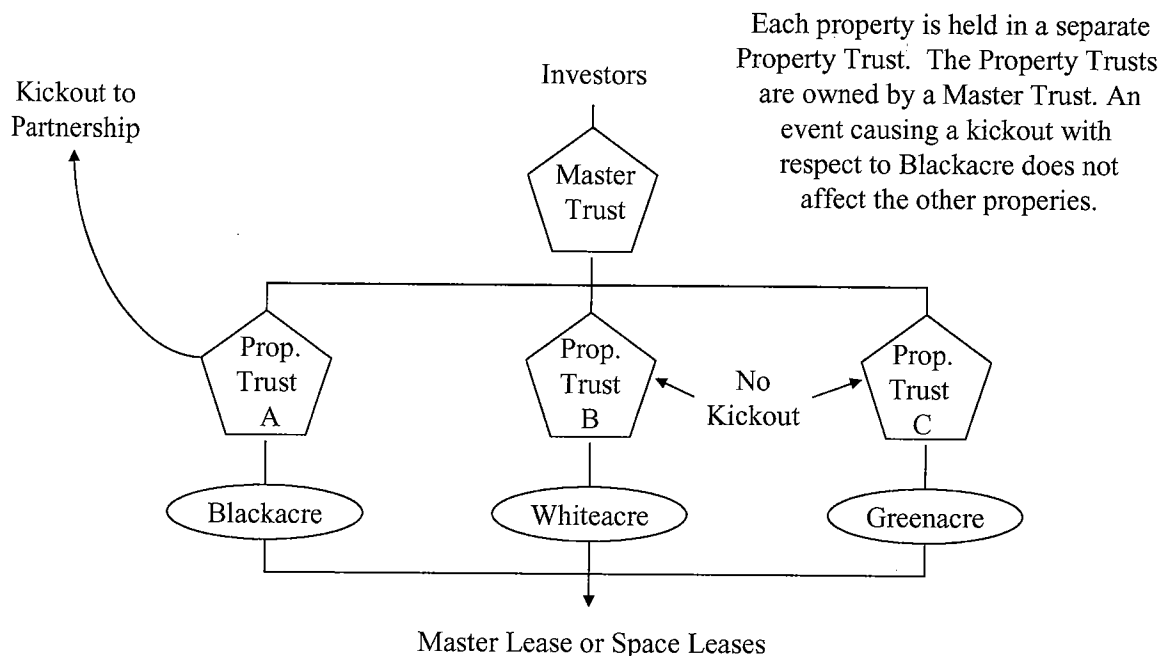 Each property is held in a separate
Property Trust. The Property Trusts
are owned by a Master Trust. An
event causing a kickout with
respect to Blackacre does not
affect the other properies.
Investors
Kickout to
Partnership
Master
Trust
Prop.
Trust
A
Prop.
Trust
B
No
Kickout
Prop.
Trust
C
Blackacre
Whiteacre
Greenacre
Master Lease or Space Leases